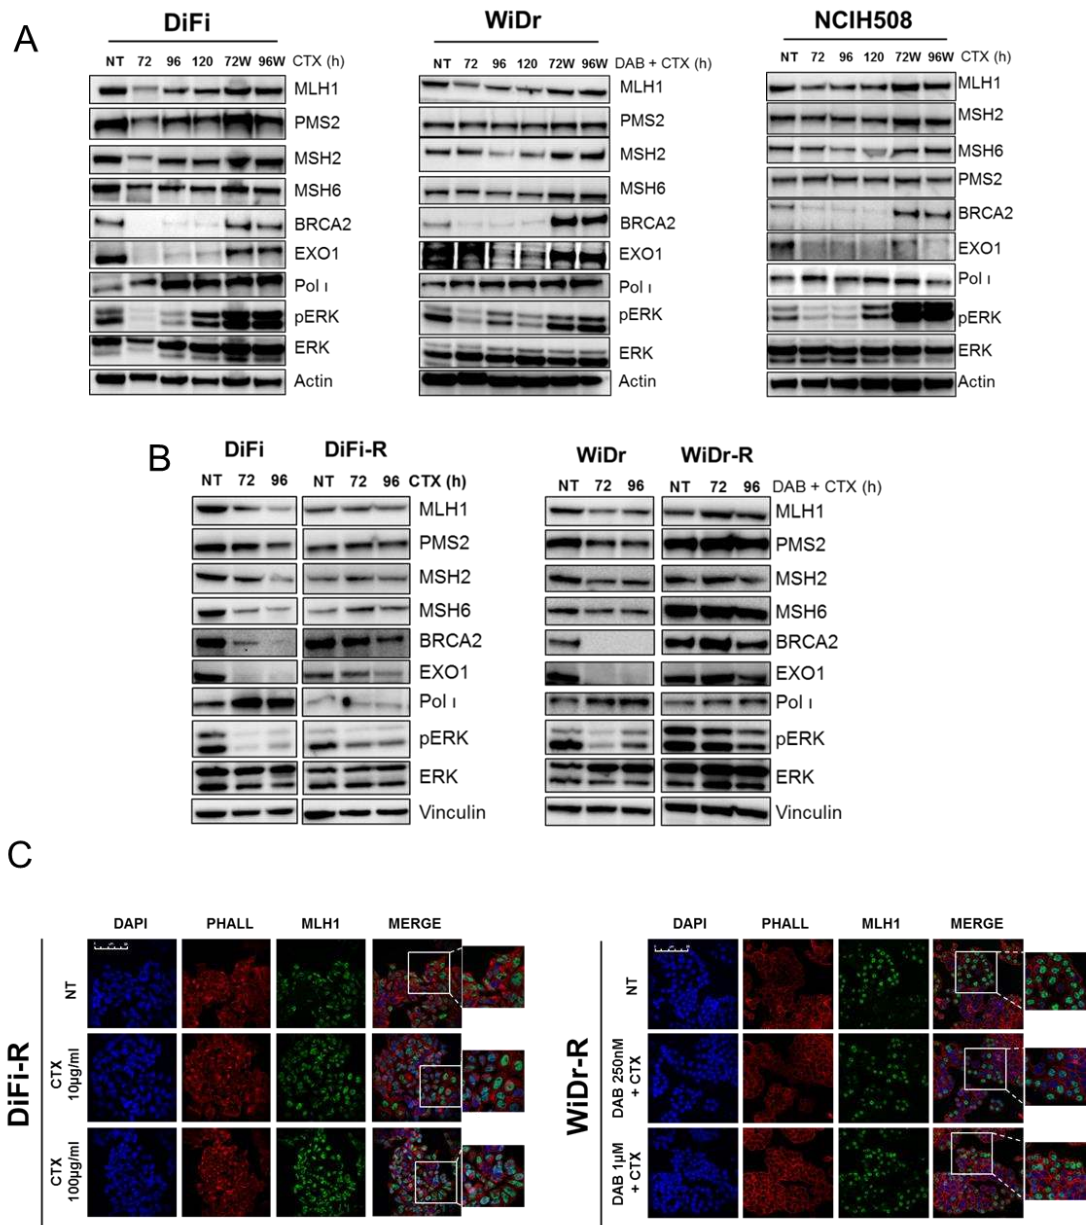 A
DiFi
NT 72 96 120 72W 96W CTX (h)
MLH1
PMS2
MSH2
MSH6
BRCA2
EXO1
Pol ι
pERK
ERK
Actin
WiDr
NT 72 96 120 72W 96W DAB + CTX (h)
MLH1
PMS2
MSH2
MSH6
BRCA2
EXO1
Pol ι
pERK
ERK
Actin
NCIH508
NT 72 96 120 72W 96W CTX (h)
MLH1
MSH2
MSH6
PMS2
BRCA2
EXO1
Pol ι
pERK
ERK
Actin
B
DiFi DiFi-R
NT 72 96 NT 72 96 CTX (h)
MLH1
PMS2
MSH2
MSH6
BRCA2
EXO1
Pol ι
pERK
ERK
Vinculin
WiDr WiDr-R
NT 72 96 NT 72 96 DAB + CTX (h)
MLH1
PMS2
MSH2
MSH6
BRCA2
EXO1
Pol ι
pERK
ERK
Vinculin
C
DiFi-R
DAPI PHALL MLH1 MERGE
NT
CTX
10µg/ml
CTX
100µg/ml
WiDr-R
DAPI PHALL MLH1 MERGE
NT
DAB 250nM
+ CTX
DAB 1µM
+ CTX